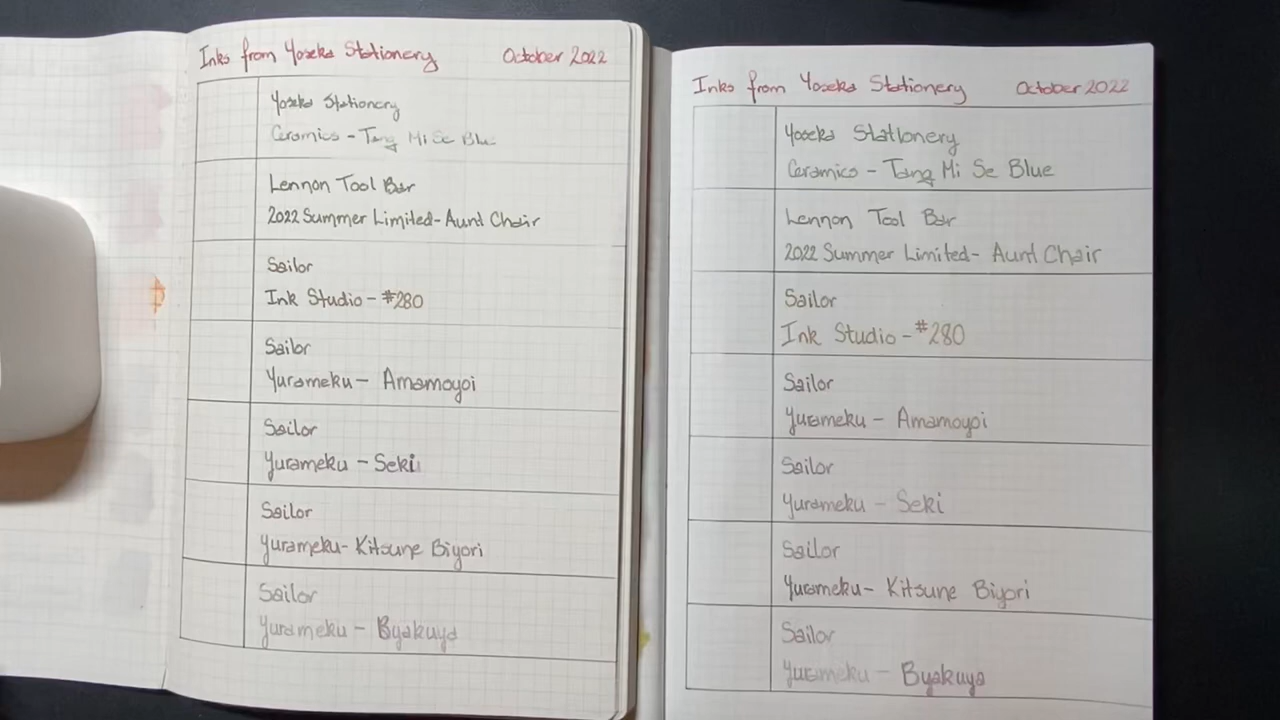 Inks from Yoseka Stationery October 2022
Yoseka Stationery
Ceramics - Tang Mi Se Blue
Lennon Tool Bar
2022 Summer Limited - Aunt Chair
Sailor
Ink Studio - #280
Sailor
Yurameku - Amamoyoi
Sailor
Yurameku - Seki
Sailor
Yurameku - Kitsune Biyori
Sailor
Yurameku - Byakuya
Inks from Yoseka Stationery October 2022
Yoseka Stationery
Ceramics - Tang Mi Se Blue
Lennon Tool Bar
2022 Summer Limited - Aunt Chair
Sailor
Ink Studio - #280
Sailor
Yurameku - Amamoyoi
Sailor
Yurameku - Seki
Sailor
Yurameku - Kitsune Biyori
Sailor
Yurameku - Byakuya